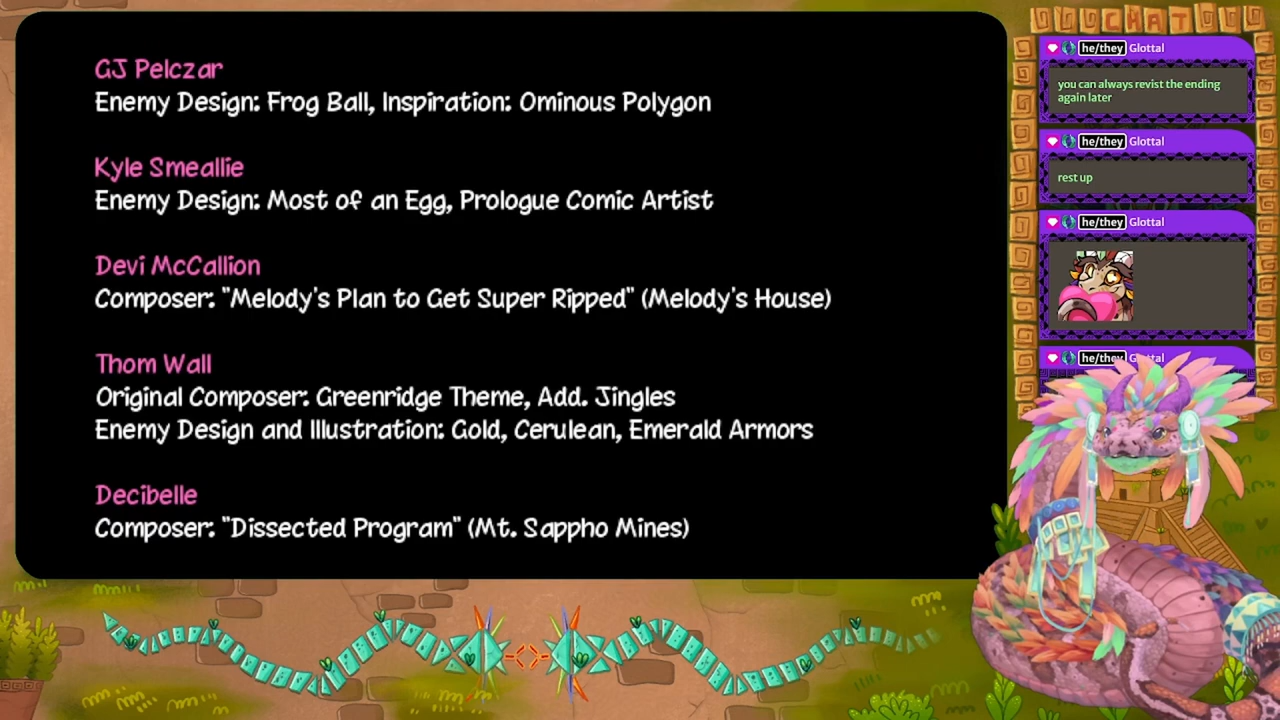 GJ Pelczar
Enemy Design: Frog Ball, Inspiration: Ominous Polygon
Kyle Smeallie
Enemy Design: Most of an Egg, Prologue Comic Artist
Devi McCallion
Composer: "Melody's Plan to Get Super Ripped" (Melody's House)
Thom Wall
Original Composer: Greenridge Theme, Add. Jingles
Enemy Design and Illustration: Gold, Cerulean, Emerald Armors
Decibelle
Composer: "Dissected Program" (Mt. Sappho Mines)
CHAT
he/they Glottal
you can always revist the ending
again later
he/they Glottal
rest up
he/they Glottal
he/they